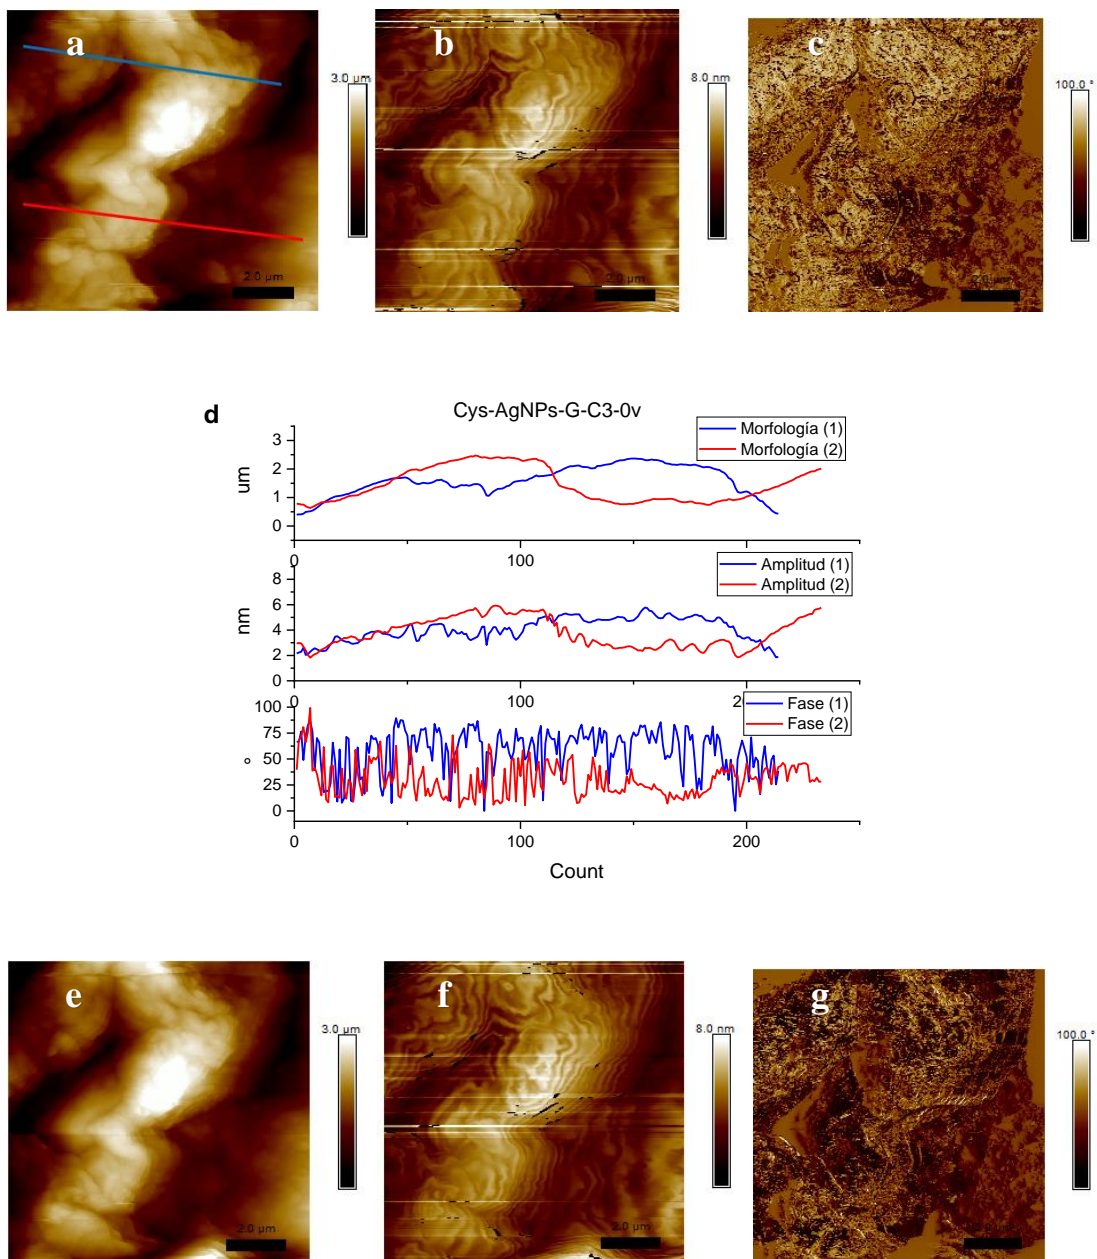 a
b
c
3.0 µm
8.0 nm
100.0 °
2.0 µm
2.0 µm
2.0 µm
d
Cys-AgNPs-G-C3-0v
Morfología (1)
Morfología (2)
um
3
2
1
0
0
100
Amplitud (1)
Amplitud (2)
nm
8
6
4
2
0
0
100
Fase (1)
Fase (2)
°
100
75
50
25
0
0
100
200
Count
e
f
g
3.0 µm
8.0 nm
100.0 °
2.0 µm
2.0 µm